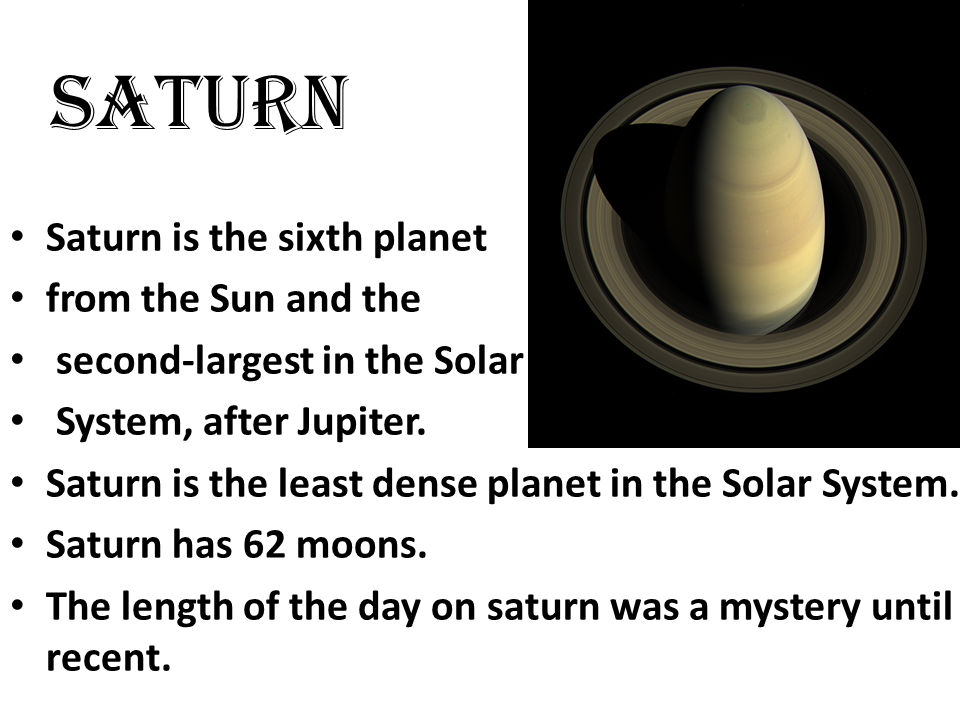 SATURN
• Saturn is the sixth planet
• from the Sun and the
• second-largest in the Solar
• System, after Jupiter.
• Saturn is the least dense planet in the Solar System.
• Saturn has 62 moons.
• The length of the day on saturn was a mystery until
recent.